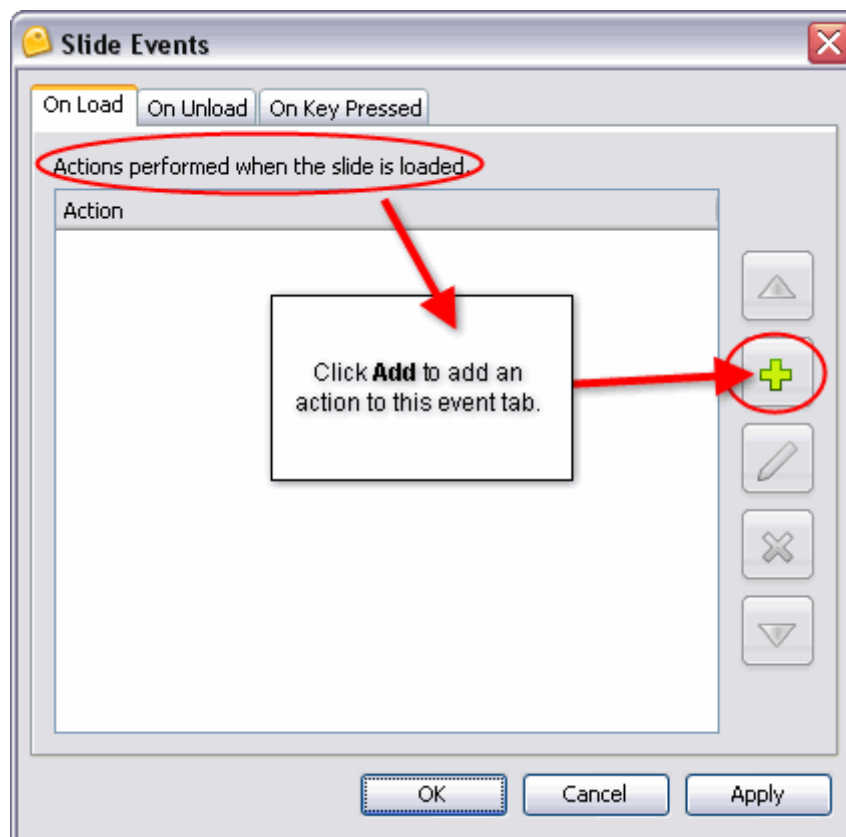 Slide Events
On Load
On Unload
On Key Pressed
Actions performed when the slide is loaded.
Action
Click Add to add an
action to this event tab.
OK
Cancel
Apply